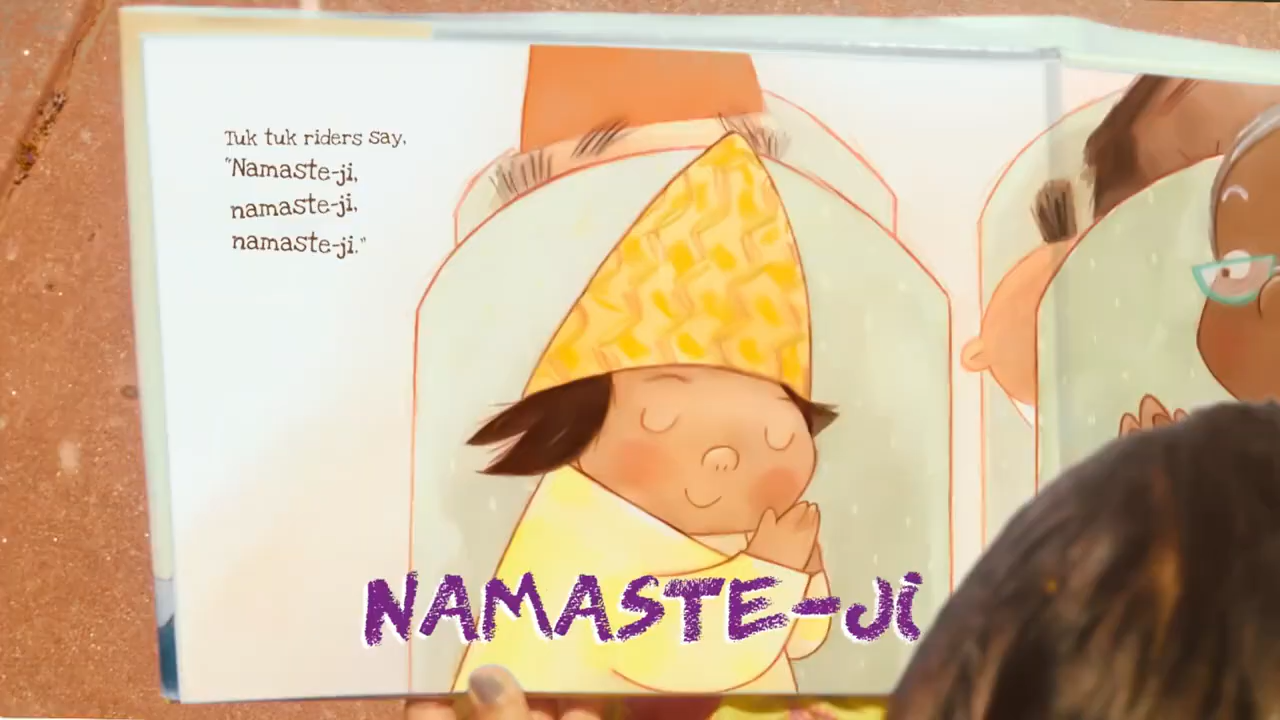 Tuk tuk riders say,
"Namaste-ji,
namaste-ji,
namaste-ji."
NAMASTE-Ji